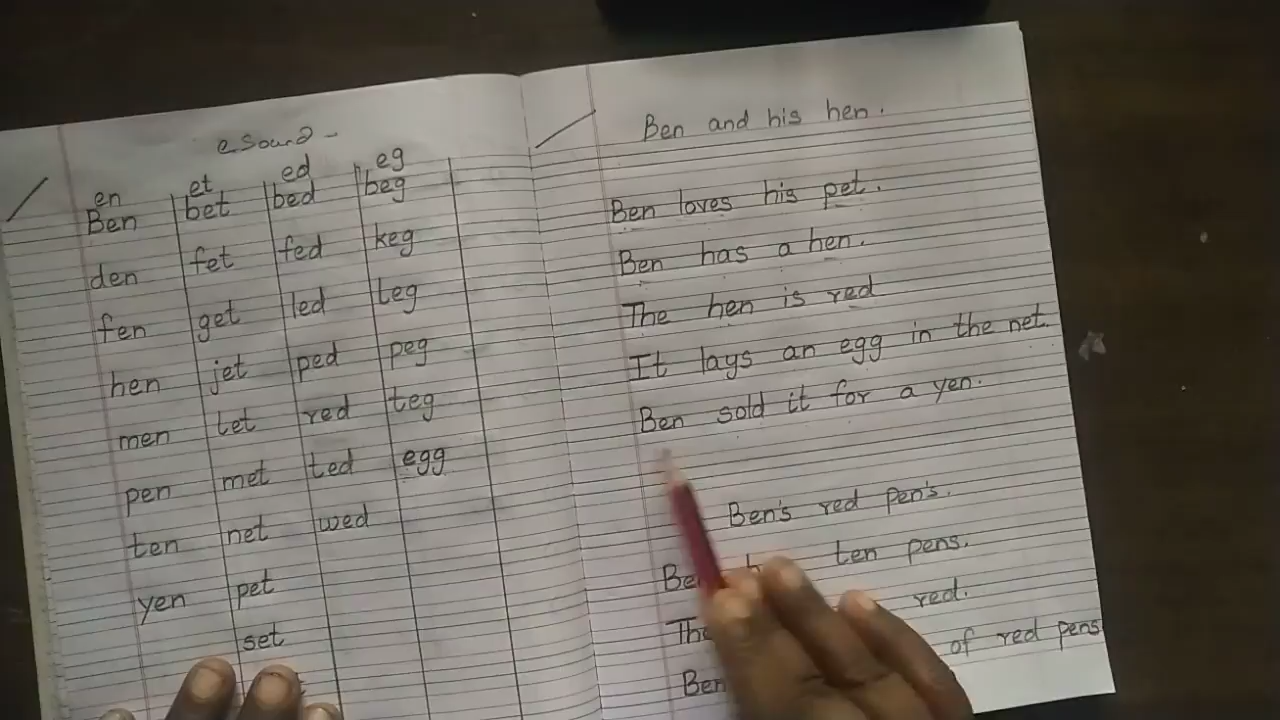 e Sound -
en et ed eg
Ben bet bed beg
den fet fed keg
fen get led leg
hen jet ped peg
men let red teg
pen met ted egg
ten net wed
yen pet
set
Ben and his hen.
Ben loves his pet.
Ben has a hen.
The hen is red
It lays an egg in the net.
Ben sold it for a yen.
Ben's red pen's.
ten pens.
red.
Ben of red pens